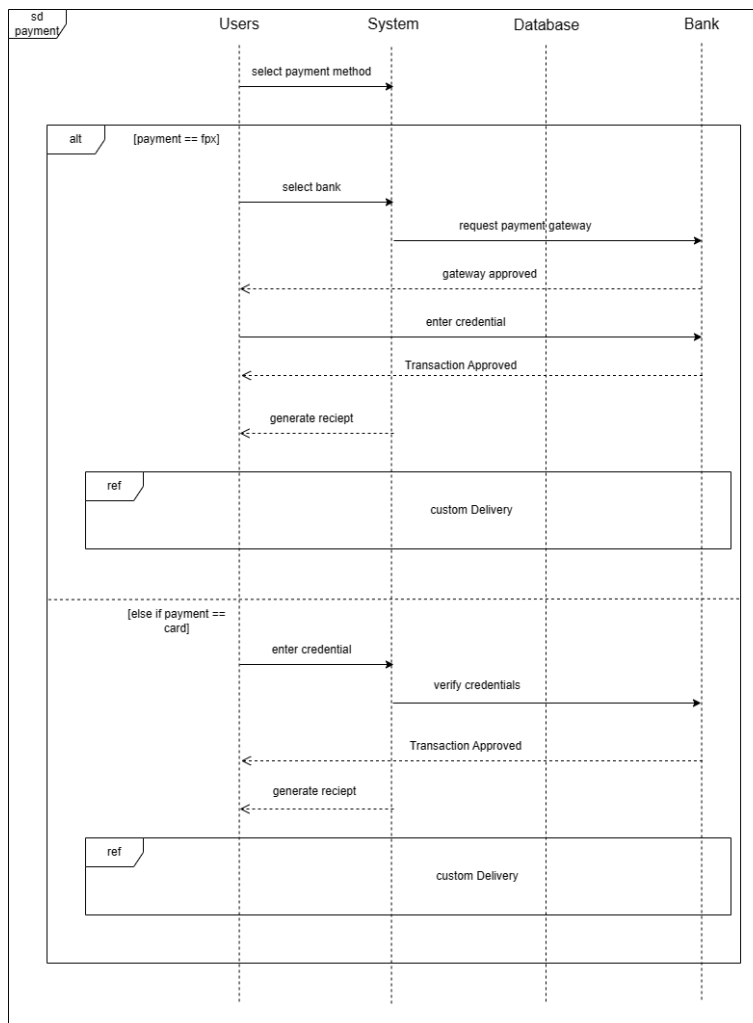 sd
payment
Users
System
Database
Bank
select payment method
alt
[payment == fpx]
select bank
request payment gateway
gateway approved
enter credential
Transaction Approved
generate reciept
ref
custom Delivery
[else if payment ==
card]
enter credential
verify credentials
Transaction Approved
generate reciept
ref
custom Delivery